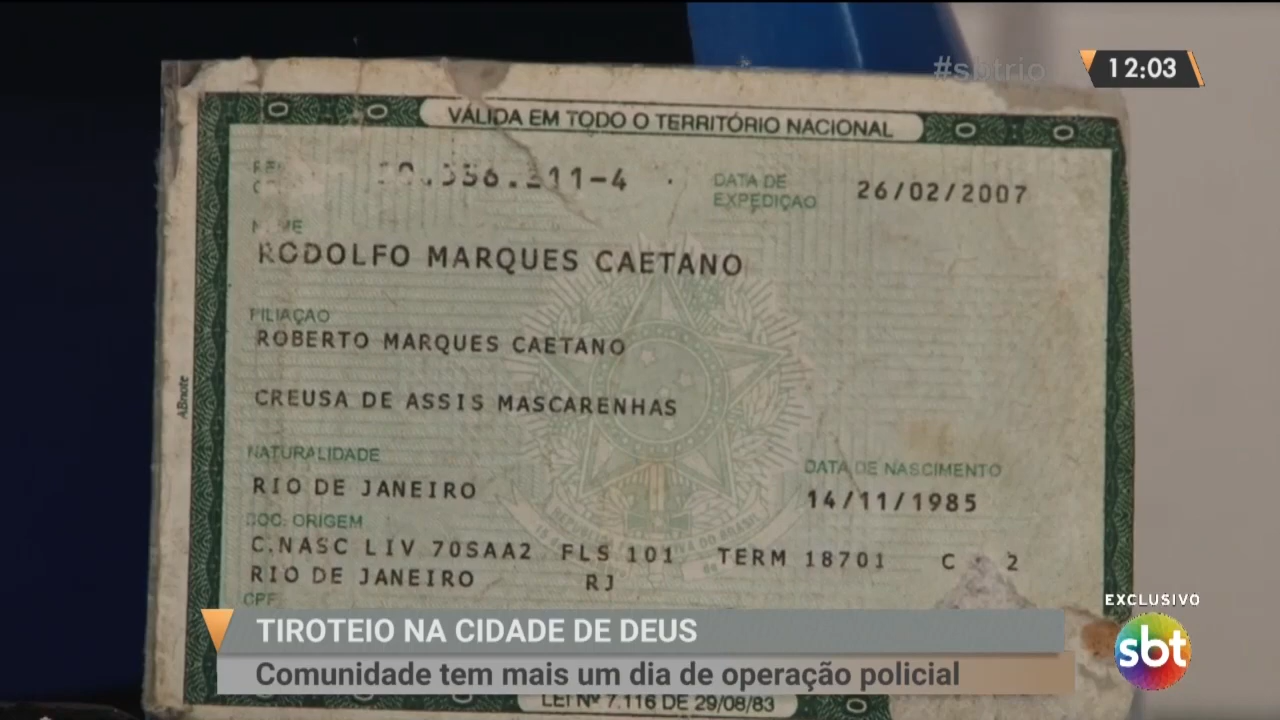 #sbtrio
12:03
VÁLIDA EM TODO O TERRITÓRIO NACIONAL
DATA DE
EXPEDIÇÃO
26/02/2007
RODOLFO MARQUES CAETANO
FILIAÇÃO
ROBERTO MARQUES CAETANO
CREUSA DE ASSIS MASCARENHAS
NATURALIDADE
DATA DE NASCIMENTO
RIO DE JANEIRO
14/11/1985
DOC. ORIGEM
C.NASC LIV 70SAA2 FLS 101 TERM 18701 C 2
RIO DE JANEIRO RJ
CPF
ABnote
EXCLUSIVO
sbt
TIROTEIO NA CIDADE DE DEUS
Comunidade tem mais um dia de operação policial
LEI Nº 7.116 DE 29/08/83